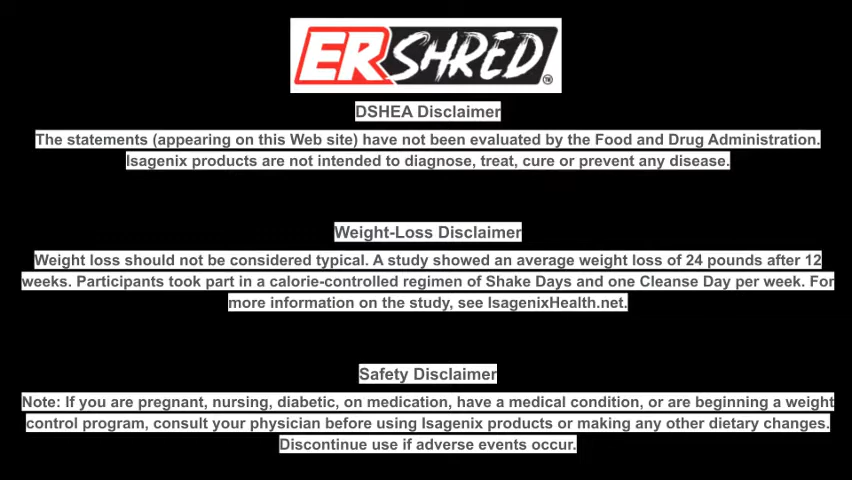 ERSHRED™
DSHEA Disclaimer
The statements (appearing on this Web site) have not been evaluated by the Food and Drug Administration.
Isagenix products are not intended to diagnose, treat, cure or prevent any disease.
Weight-Loss Disclaimer
Weight loss should not be considered typical. A study showed an average weight loss of 24 pounds after 12
weeks. Participants took part in a calorie-controlled regimen of Shake Days and one Cleanse Day per week. For
more information on the study, see IsagenixHealth.net.
Safety Disclaimer
Note: If you are pregnant, nursing, diabetic, on medication, have a medical condition, or are beginning a weight
control program, consult your physician before using Isagenix products or making any other dietary changes.
Discontinue use if adverse events occur.